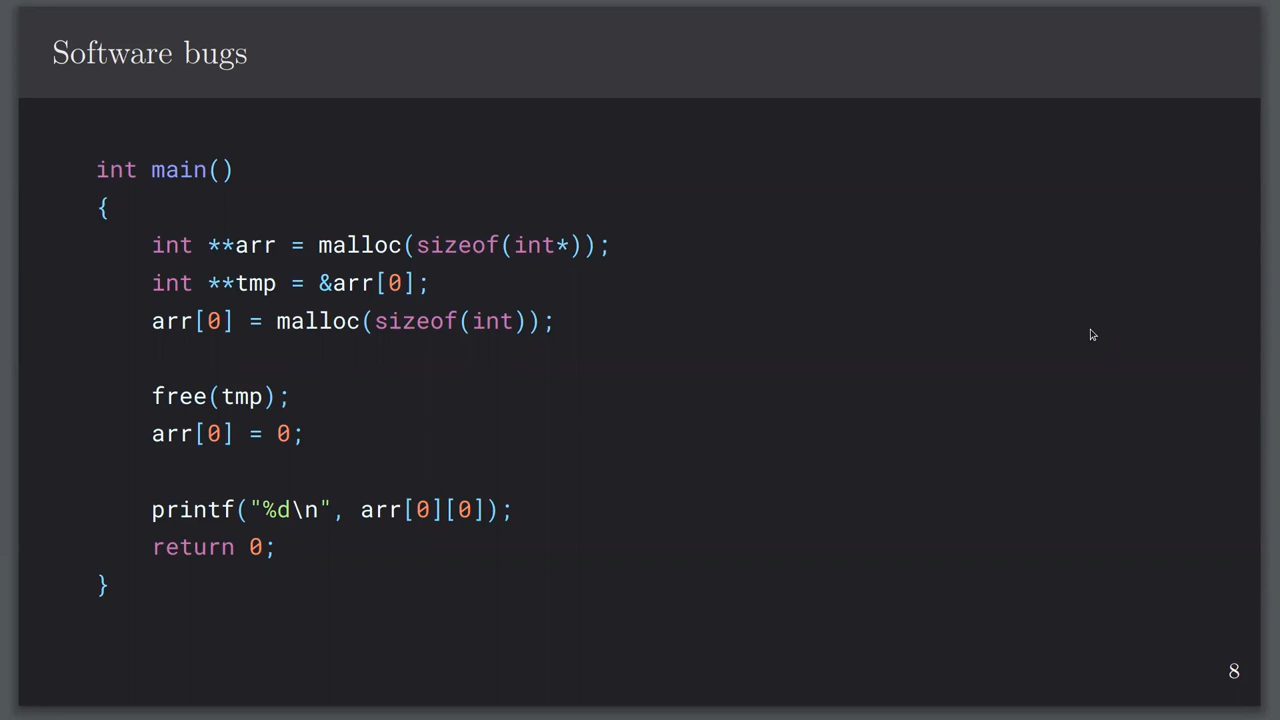 Software bugs
int main()
{
    int **arr = malloc(sizeof(int*));
    int **tmp = &arr[0];
    arr[0] = malloc(sizeof(int));

    free(tmp);
    arr[0] = 0;

    printf("%d\n", arr[0][0]);
    return 0;
}
8